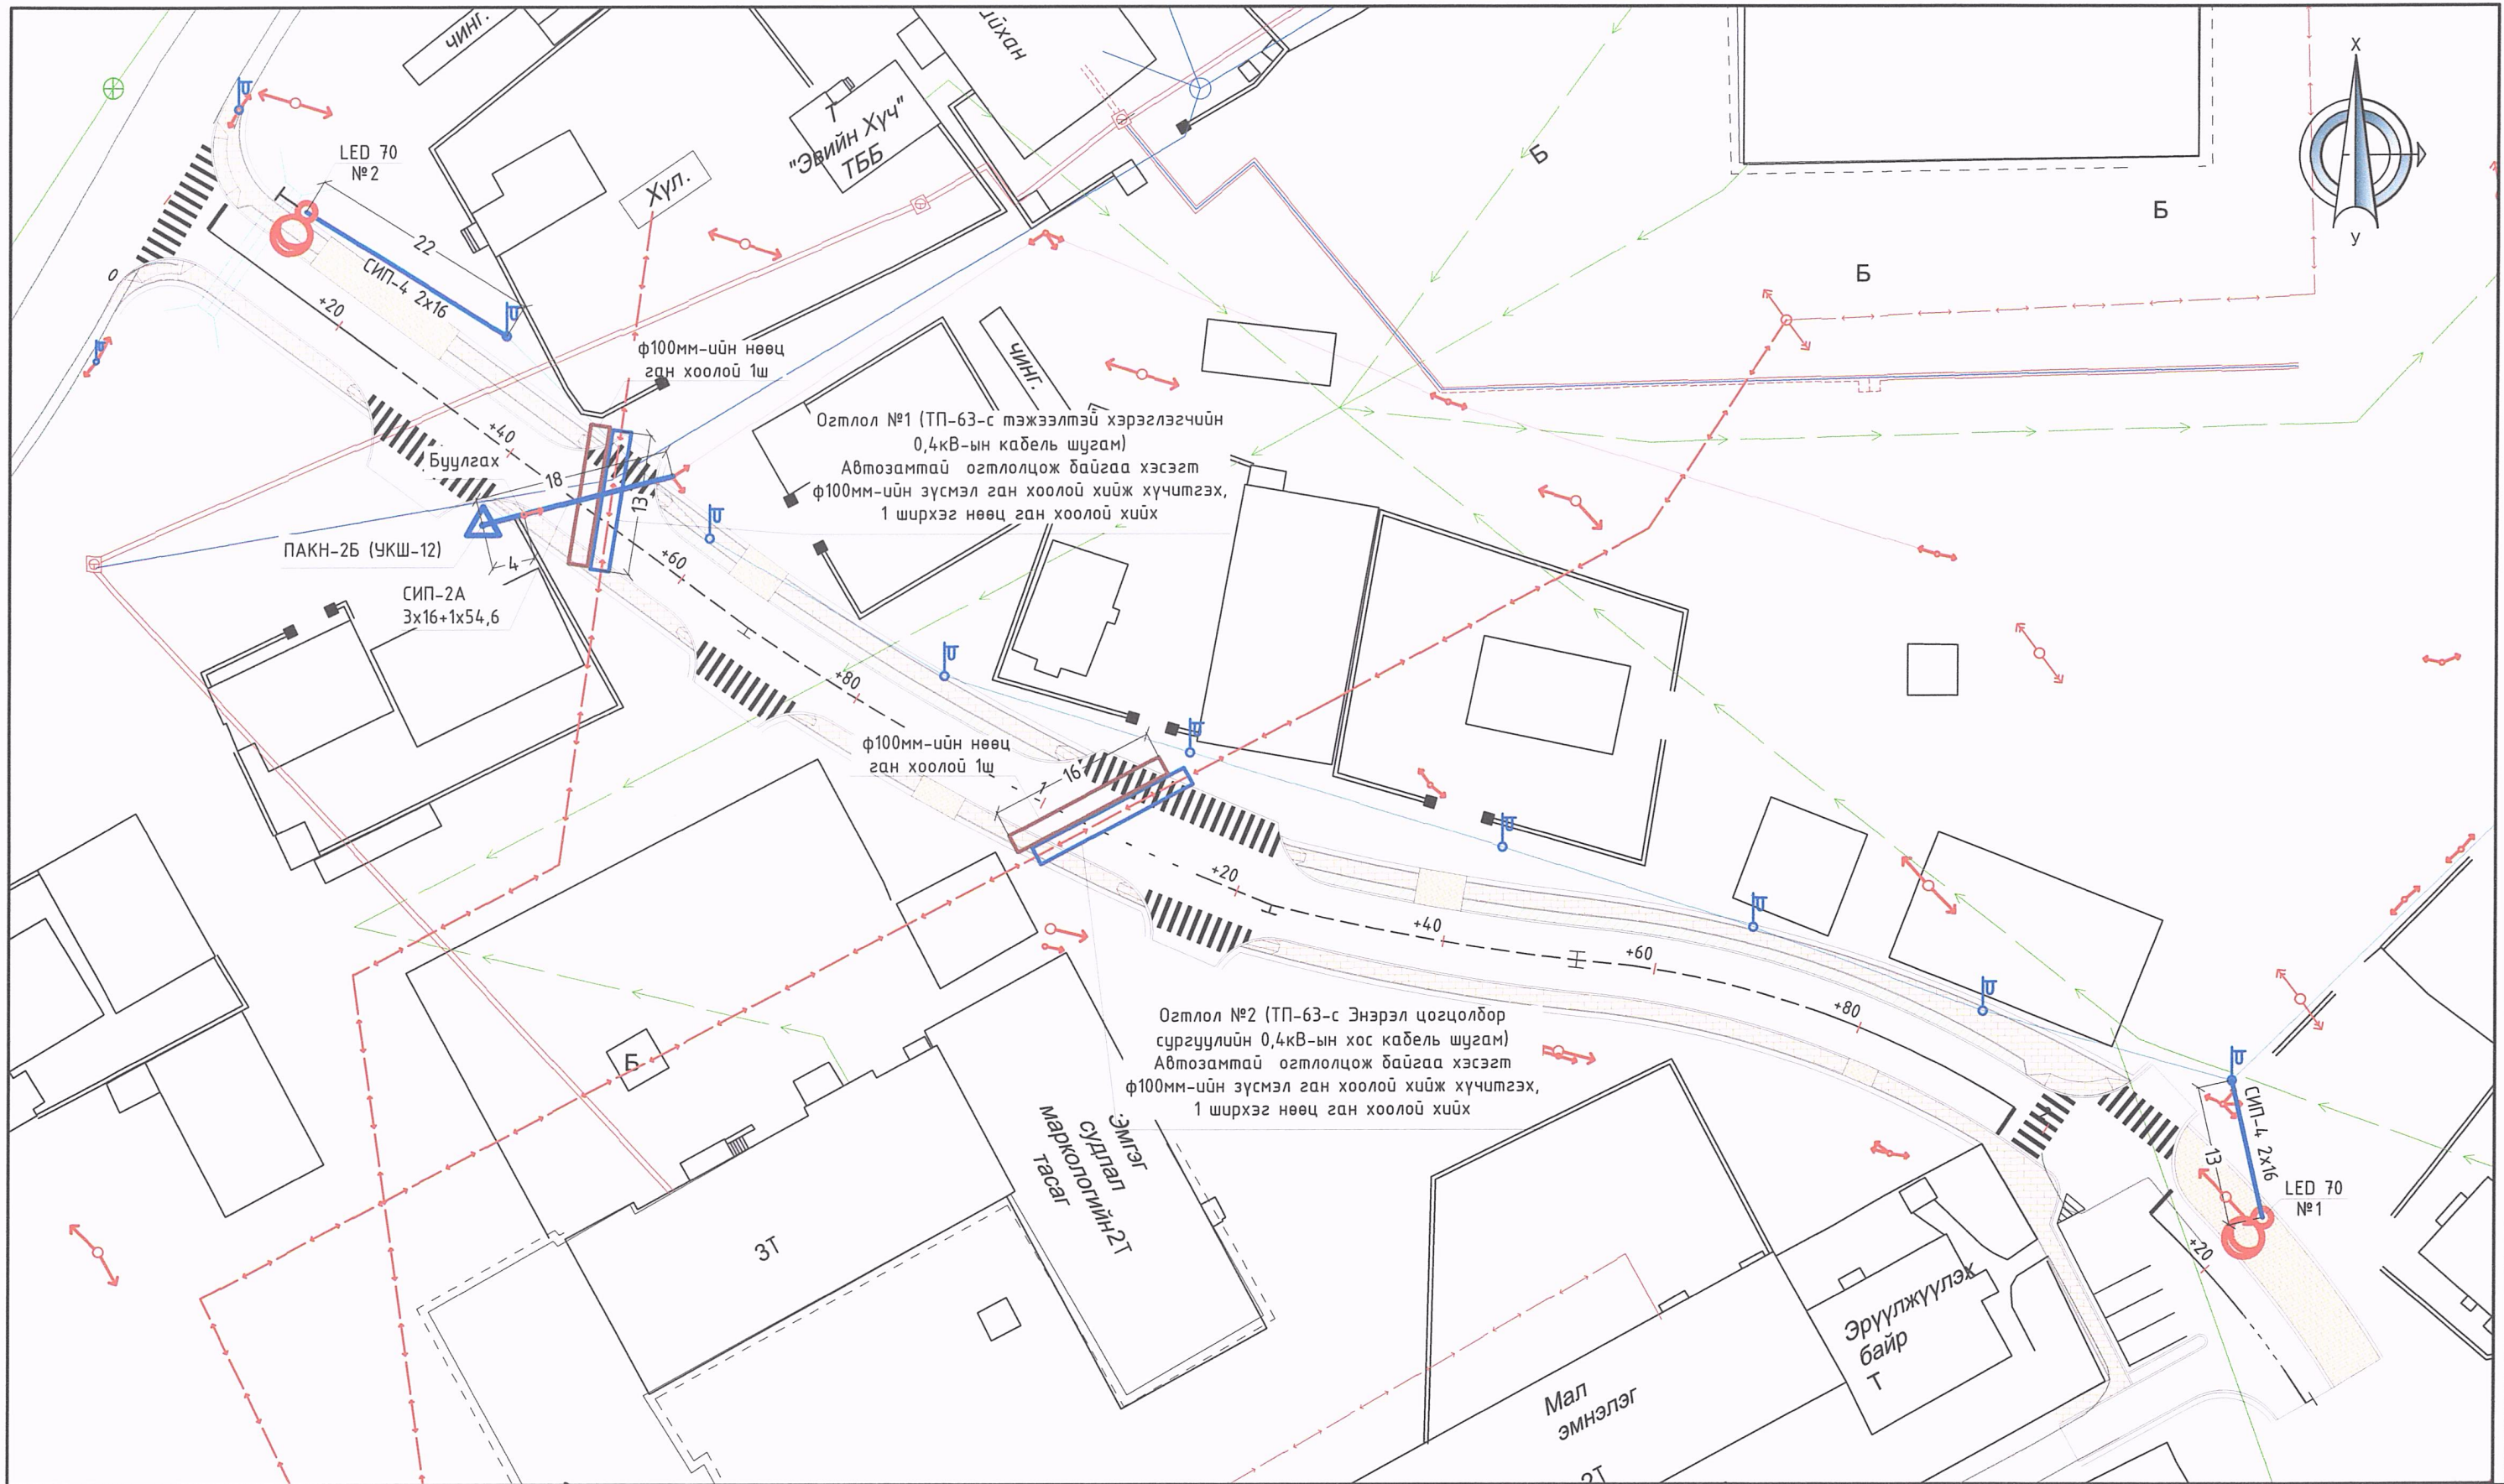 чинг.
йхан
X
У
LED 70
№2
Т
"Эвийн Хүч"
ТББ
Хүл.
Б
Б
Б
22
СИП-4 2х16
0
+20
ф100мм-ийн нөөц
ган хоолой 1ш
чинг.
Огтлол №1 (ТП-63-с тэжээлтэй хэрэглэгчийн
0,4кВ-ын кабель шугам)
Автозамтай огтлолцож байгаа хэсэгт
ф100мм-ийн зүсмэл ган хоолой хийж хүчитгэх,
1 ширхэг нөөц ган хоолой хийх
+40
Буулгах
18
13
ПАКН-2Б (УКШ-12)
4
СИП-2А
3х16+1х54,6
+60
+80
ф100мм-ийн нөөц
ган хоолой 1ш
16
1
+20
+40
+60
+80
Огтлол №2 (ТП-63-с Энэрэл цогцолбор
сургуулийн 0,4кВ-ын хос кабель шугам)
Автозамтай огтлолцож байгаа хэсэгт
ф100мм-ийн зүсмэл ган хоолой хийж хүчитгэх,
1 ширхэг нөөц ган хоолой хийх
Б
3Т
Эмгэг
судлал
маркологийн2Т
тасаг
СИП-4 2х16
13
LED 70
№1
+20
Эрүүлжүүлэх
байр
Т
Мал
эмнэлэг
2Т